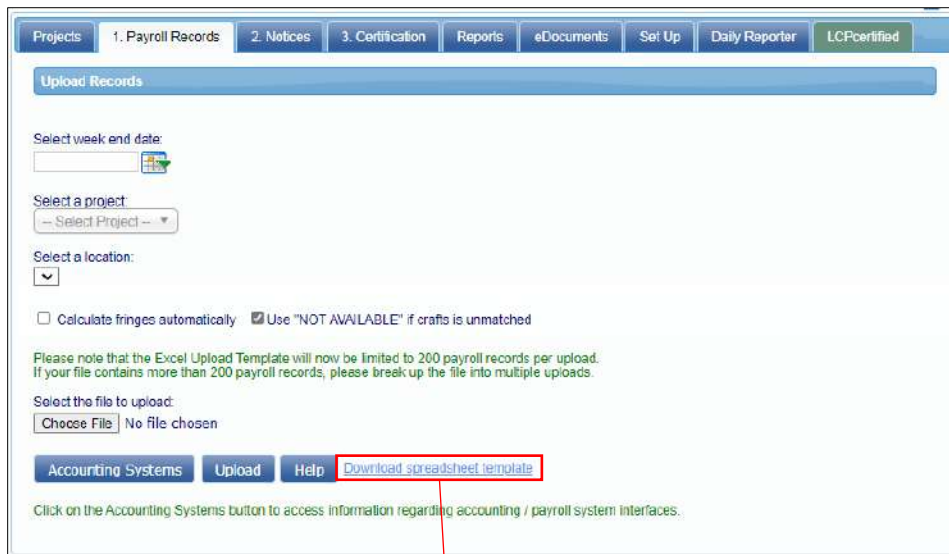 Projects 1. Payroll Records 2. Notices 3. Certification Reports eDocuments Set Up Daily Reporter LCPcertified
Upload Records
Select week end date:
Select a project:
-- Select Project --
Select a location:
Calculate fringes automatically Use "NOT AVAILABLE" if crafts is unmatched
Please note that the Excel Upload Template will now be limited to 200 payroll records per upload.
If your file contains more than 200 payroll records, please break up the file into multiple uploads.
Select the file to upload:
Choose File No file chosen
Accounting Systems Upload Help Download spreadsheet template
Click on the Accounting Systems button to access information regarding accounting / payroll system interfaces.